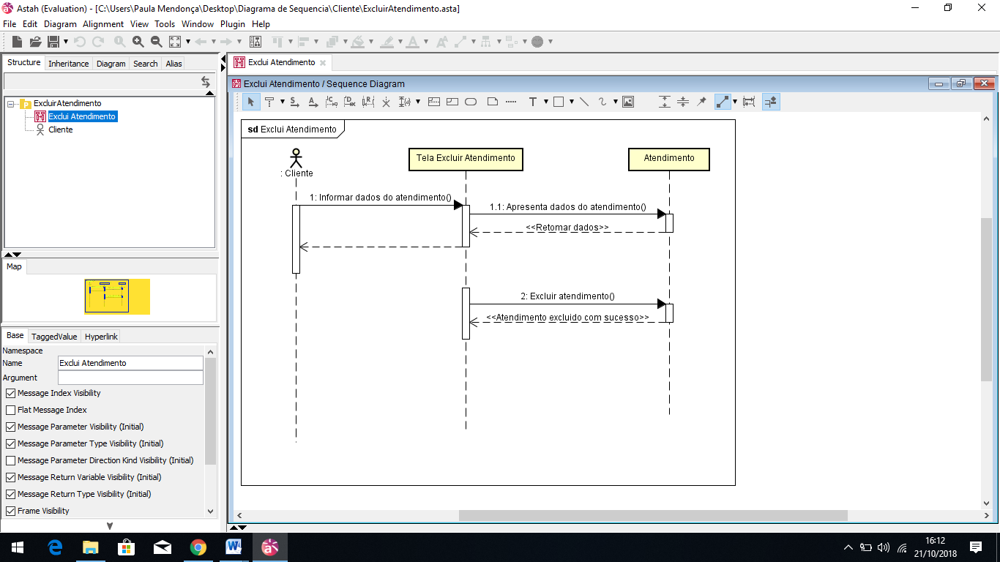 Astah (Evaluation) - [C:\Users\Paula Mendonça\Desktop\Diagrama de Sequencia\Cliente\ExcluirAtendimento.asta]
File Edit Diagram Alignment View Tools Window Plugin Help
Structure Inheritance Diagram Search Alias
ExcluirAtendimento
Exclui Atendimento
Cliente
Map
Base TaggedValue Hyperlink
Namespace
Name Exclui Atendimento
Argument
Message Index Visibility
Flat Message Index
Message Parameter Visibility (Initial)
Message Parameter Type Visibility (Initial)
Message Parameter Direction Kind Visibility (Initial)
Message Return Variable Visibility (Initial)
Message Return Type Visibility (Initial)
Frame Visibility
Exclui Atendimento
Exclui Atendimento / Sequence Diagram
sd Exclui Atendimento
: Cliente
Tela Excluir Atendimento
Atendimento
1: Informar dados do atendimento()
1.1: Apresenta dados do atendimento()
<<Retornar dados>>
2: Excluir atendimento()
<<Atendimento excluido com sucesso>>
16:12
21/10/2018